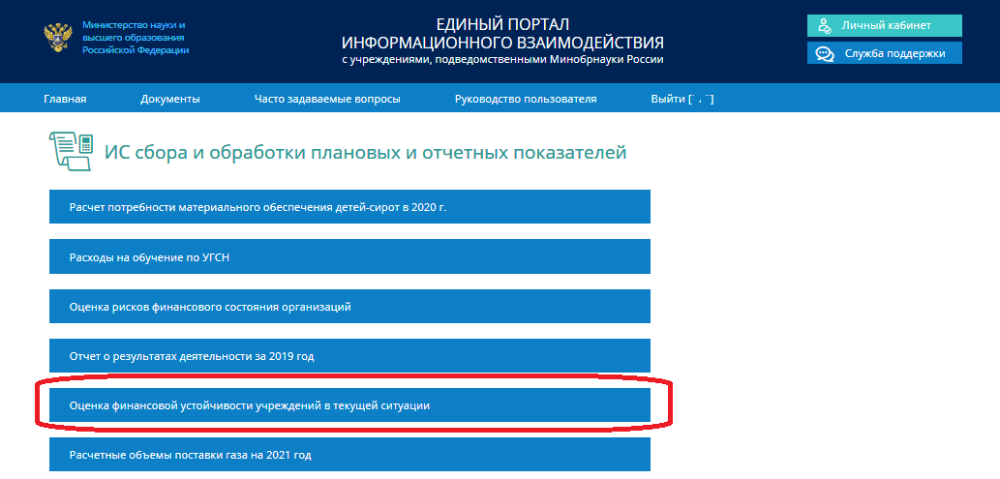 Министерство науки и
высшего образования
Российской Федерации
ЕДИНЫЙ ПОРТАЛ
ИНФОРМАЦИОННОГО ВЗАИМОДЕЙСТВИЯ
с учреждениями, подведомственными Минобрнауки России
Личный кабинет
Служба поддержки
Главная Документы Часто задаваемые вопросы Руководство пользователя Выйти [
ИС сбора и обработки плановых и отчетных показателей
Расчет потребности материального обеспечения детей-сирот в 2020 г.
Расходы на обучение по УГСН
Оценка рисков финансового состояния организаций
Отчет о результатах деятельности за 2019 год
Оценка финансовой устойчивости учреждений в текущей ситуации
Расчетные объемы поставки газа на 2021 год